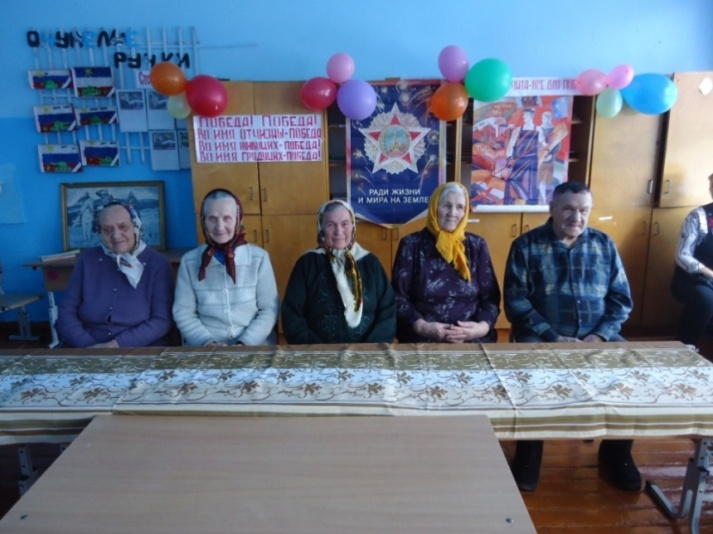 ОЧУМЕЛЫЕ
РУЧКИ
ПОБЕДА! ПОБЕДА!
ВО ИМЯ ОТЧИЗНЫ-ПОБЕДА
ВО ИМЯ ЖИВУЩИХ-ПОБЕДА!
ВО ИМЯ ГРЯДУЩИХ-ПОБЕДА!
РАДИ ЖИЗНИ
И МИРА НА ЗЕМЛЕ